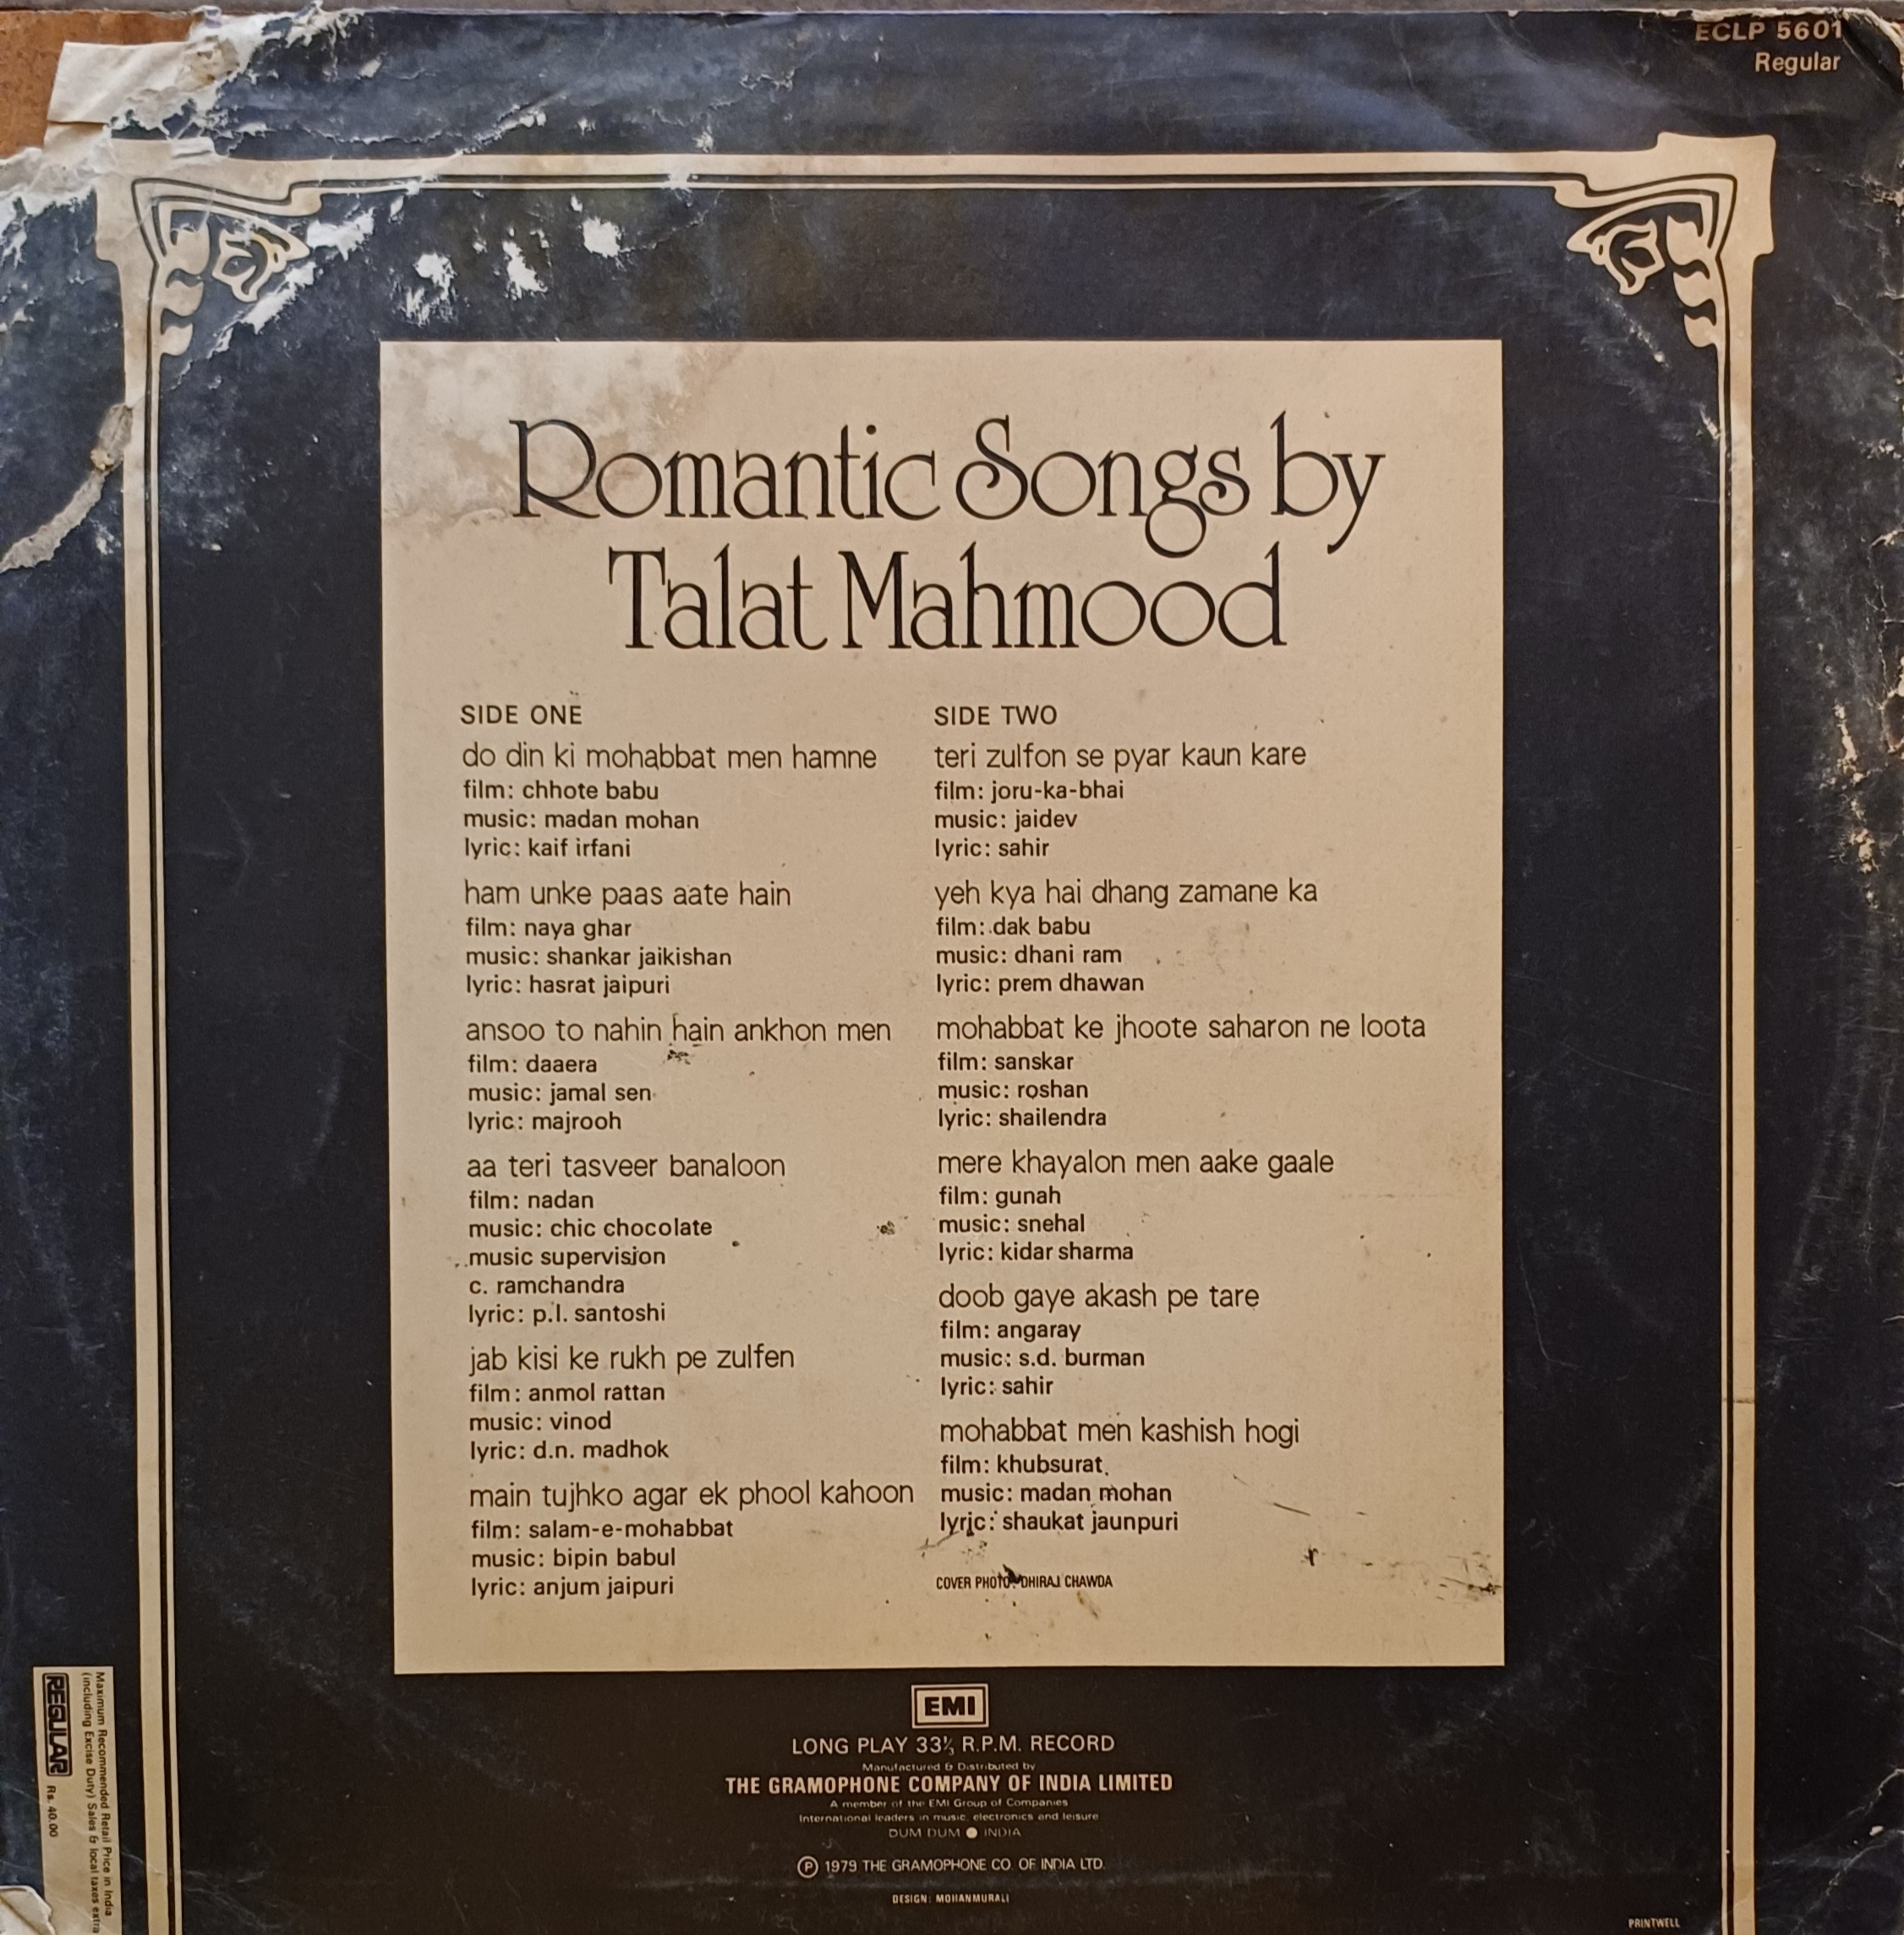 ECLP 5601
Regular
Romantic Songs by
Talat Mahmood
SIDE ONE
do din ki mohabbat men hamne
film: chhote babu
music: madan mohan
lyric: kaif irfani
ham unke paas aate hain
film: naya ghar
music: shankar jaikishan
lyric: hasrat jaipuri
ansoo to nahin hain ankhon men
film: daaera
music: jamal sen
lyric: majrooh
aa teri tasveer banaloon
film: nadan
music: chic chocolate
music supervision
c. ramchandra
lyric: p.l. santoshi
jab kisi ke rukh pe zulfen
film: anmol rattan
music: vinod
lyric: d.n. madhok
main tujhko agar ek phool kahoon
film: salam-e-mohabbat
music: bipin babul
lyric: anjum jaipuri
SIDE TWO
teri zulfon se pyar kaun kare
film: joru-ka-bhai
music: jaidev
lyric: sahir
yeh kya hai dhang zamane ka
film: dak babu
music: dhani ram
lyric: prem dhawan
mohabbat ke jhoote saharon ne loota
film: sanskar
music: roshan
lyric: shailendra
mere khayalon men aake gaale
film: gunah
music: snehal
lyric: kidar sharma
doob gaye akash pe tare
film: angaray
music: s.d. burman
lyric: sahir
mohabbat men kashish hogi
film: khubsurat
music: madan mohan
lyric: shaukat jaunpuri
COVER PHOTO: DHIRAJ CHAWDA
EMI
LONG PLAY 33⅓ R.P.M. RECORD
Manufactured & Distributed by
THE GRAMOPHONE COMPANY OF INDIA LIMITED
A member of the EMI Group of Companies
International leaders in music, electronics and leisure
DUM DUM ● INDIA
Ⓟ 1979 THE GRAMOPHONE CO. OF INDIA LTD.
DESIGN: MOHANMURALI
PRINTWELL
Maximum Recommended Retail Price in India
(including Excise Duty) Sales & local taxes extra
REGULAR Rs. 40.00